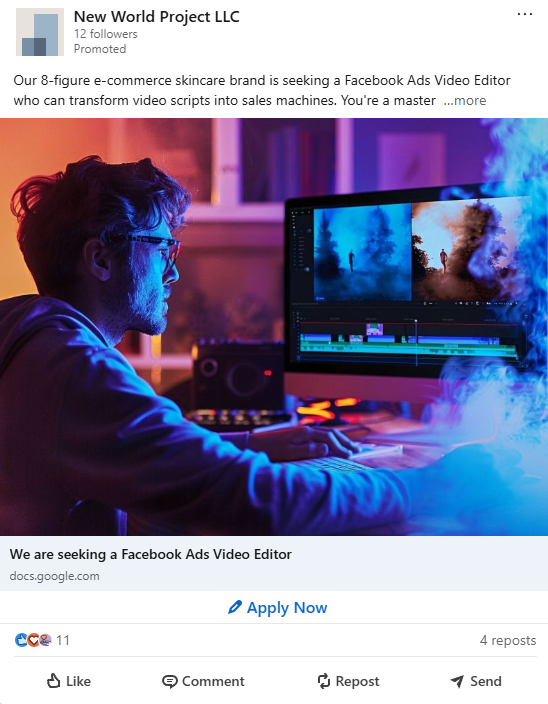 New World Project LLC
12 followers
Promoted
Our 8-figure e-commerce skincare brand is seeking a Facebook Ads Video Editor
who can transform video scripts into sales machines. You're a master ...more
We are seeking a Facebook Ads Video Editor
docs.google.com
Apply Now
11
4 reposts
Like
Comment
Repost
Send